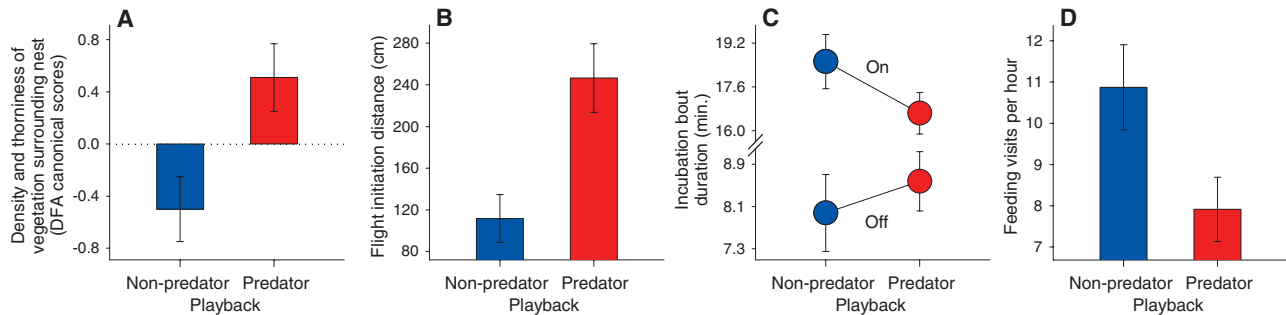 A
Density and thorniness of
vegetation surrounding nest
(DFA canonical scores)
0.8
0.4
0.0
-0.4
-0.8
Non-predator Predator
Playback
B
Flight initiation distance (cm)
280
240
200
160
120
80
Non-predator Predator
Playback
C
Incubation bout
duration (min.)
19.2
17.6
16.0
8.9
8.1
7.3
On
Off
Non-predator Predator
Playback
D
Feeding visits per hour
12
11
10
9
8
7
Non-predator Predator
Playback